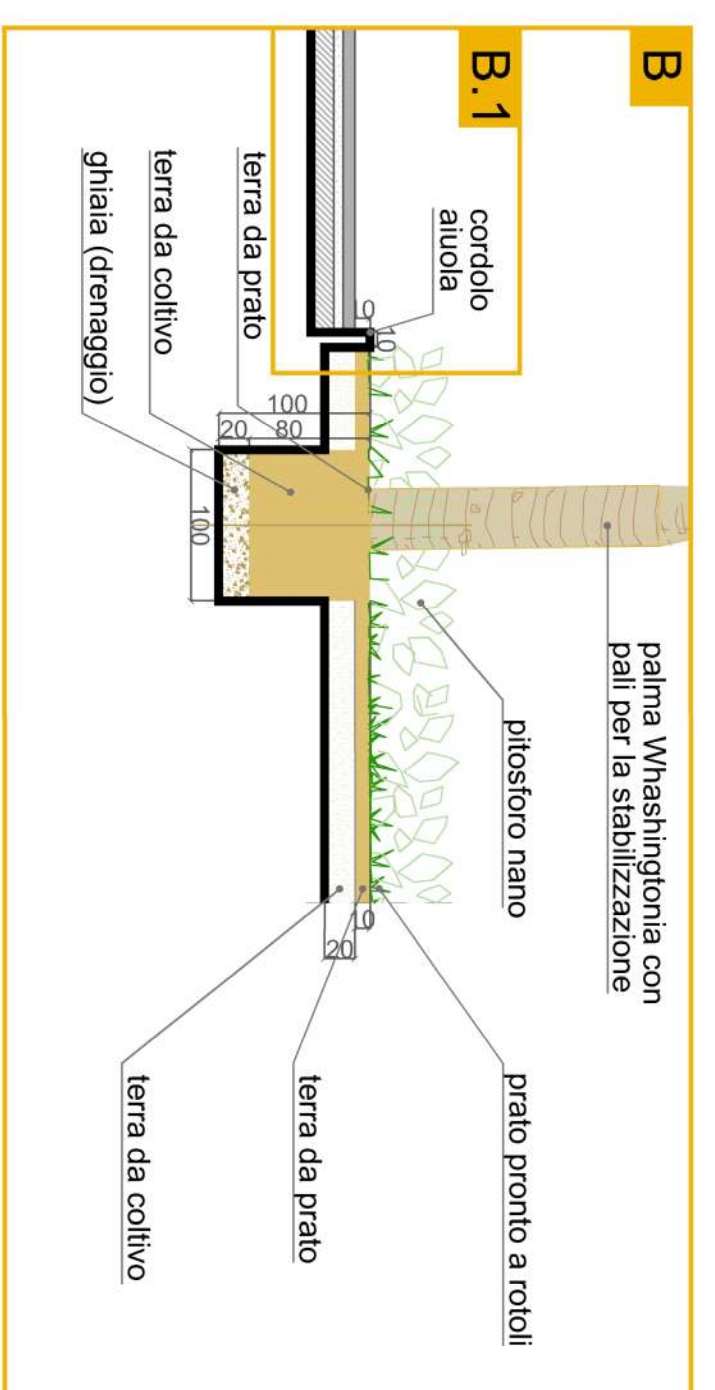 B
B.1
cordolo
aiuola
terra da prato
terra da coltivo
ghiaia (drenaggio)
palma Whashingtonia con
pali per la stabilizzazione
pitosforo nano
prato pronto a rotoli
terra da prato
terra da coltivo
10
10
100
20
80
100
10
20